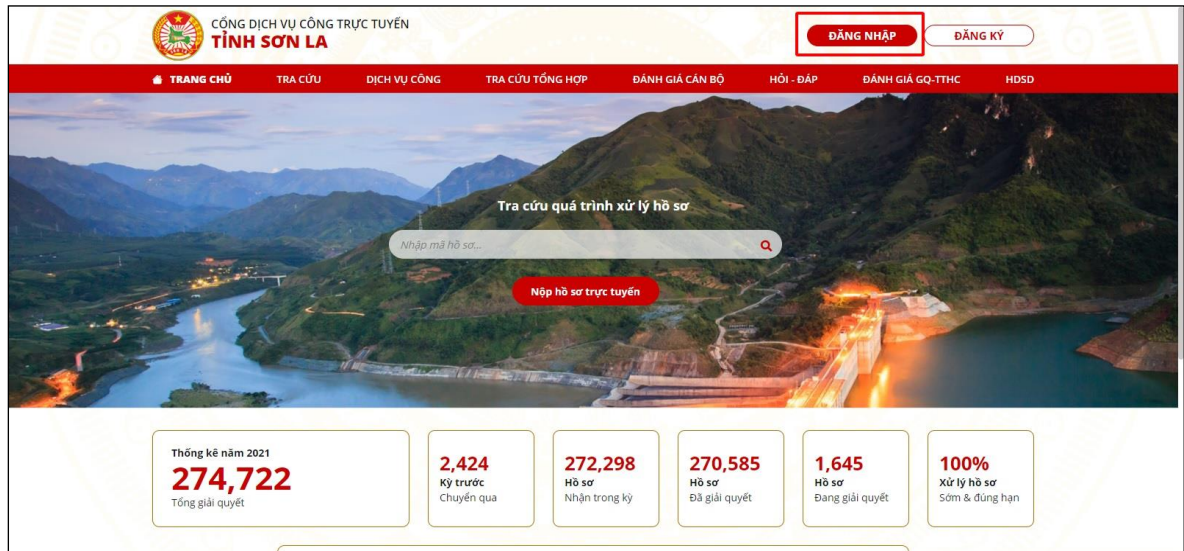 CỔNG DỊCH VỤ CÔNG TRỰC TUYẾN
TỈNH SƠN LA
ĐĂNG NHẬP
ĐĂNG KÝ
TRANG CHỦ
TRA CỨU
DỊCH VỤ CÔNG
TRA CỨU TỔNG HỢP
ĐÁNH GIÁ CÁN BỘ
HỎI - ĐÁP
ĐÁNH GIÁ GQ-TTHC
HDSD
Tra cứu quá trình xử lý hồ sơ
Nhập mã hồ sơ...
Nộp hồ sơ trực tuyến
Thống kê năm 2021
274,722
Tổng giải quyết
2,424
Kỳ trước
Chuyển qua
272,298
Hồ sơ
Nhận trong kỳ
270,585
Hồ sơ
Đã giải quyết
1,645
Hồ sơ
Đang giải quyết
100%
Xử lý hồ sơ
Sớm & đúng hạn